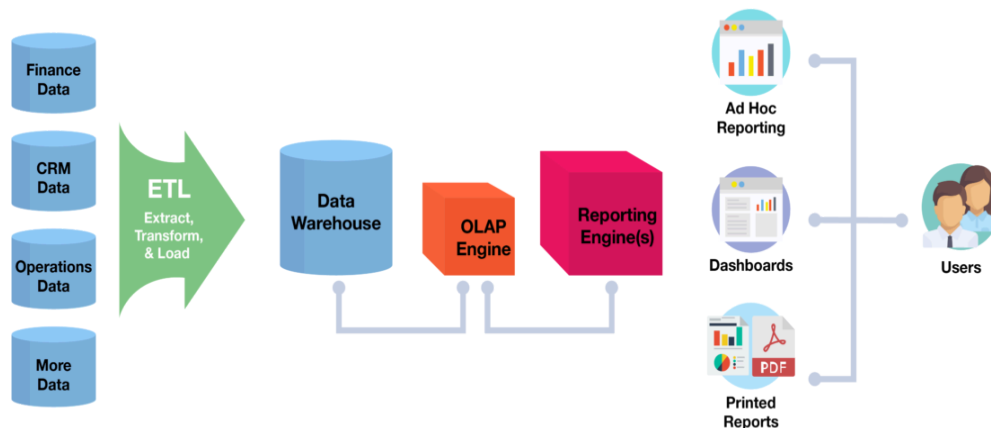 Finance
Data
CRM
Data
Operations
Data
More
Data
ETL
Extract,
Transform,
& Load
Data
Warehouse
OLAP
Engine
Reporting
Engine(s)
Ad Hoc
Reporting
Dashboards
PDF
Printed
Reports
Users